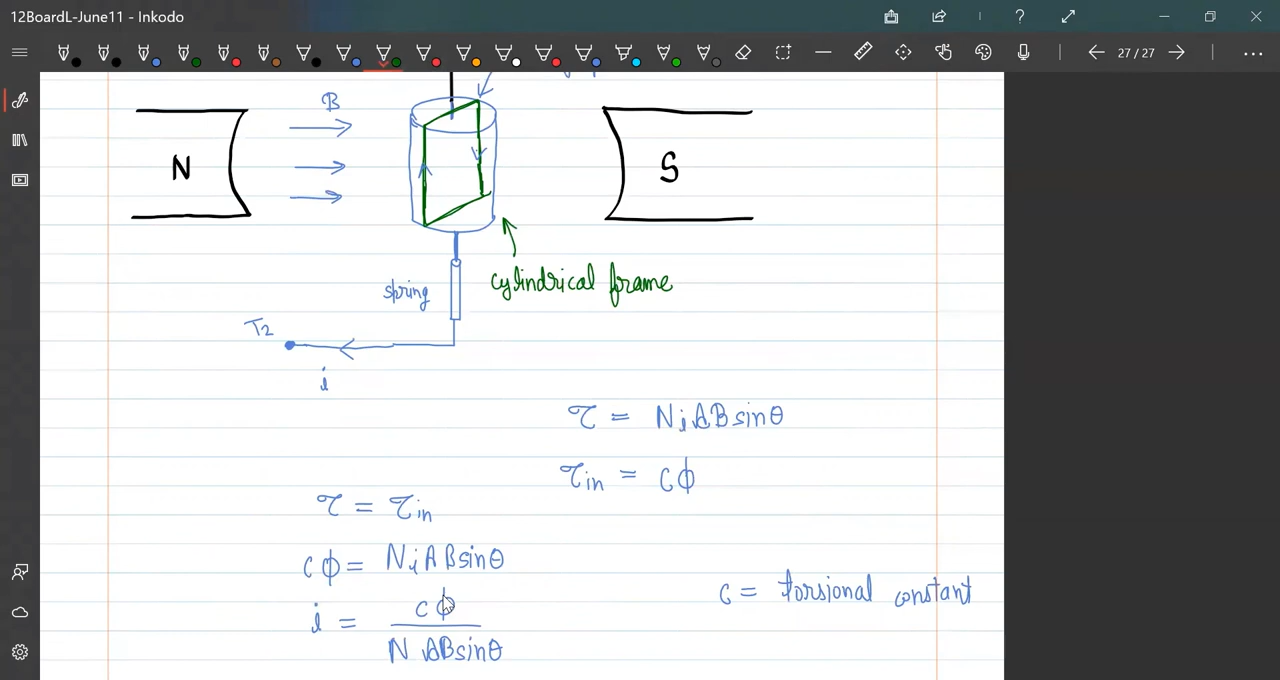 12BoardL-June11 - Inkodo
27/27
B
N
S
cylindrical frame
spring
T2
i
τ = NiABsinθ
τin = cϕ
τ = τin
cϕ = NiABsinθ
c = torsional constant
i = cϕ / NABsinθ